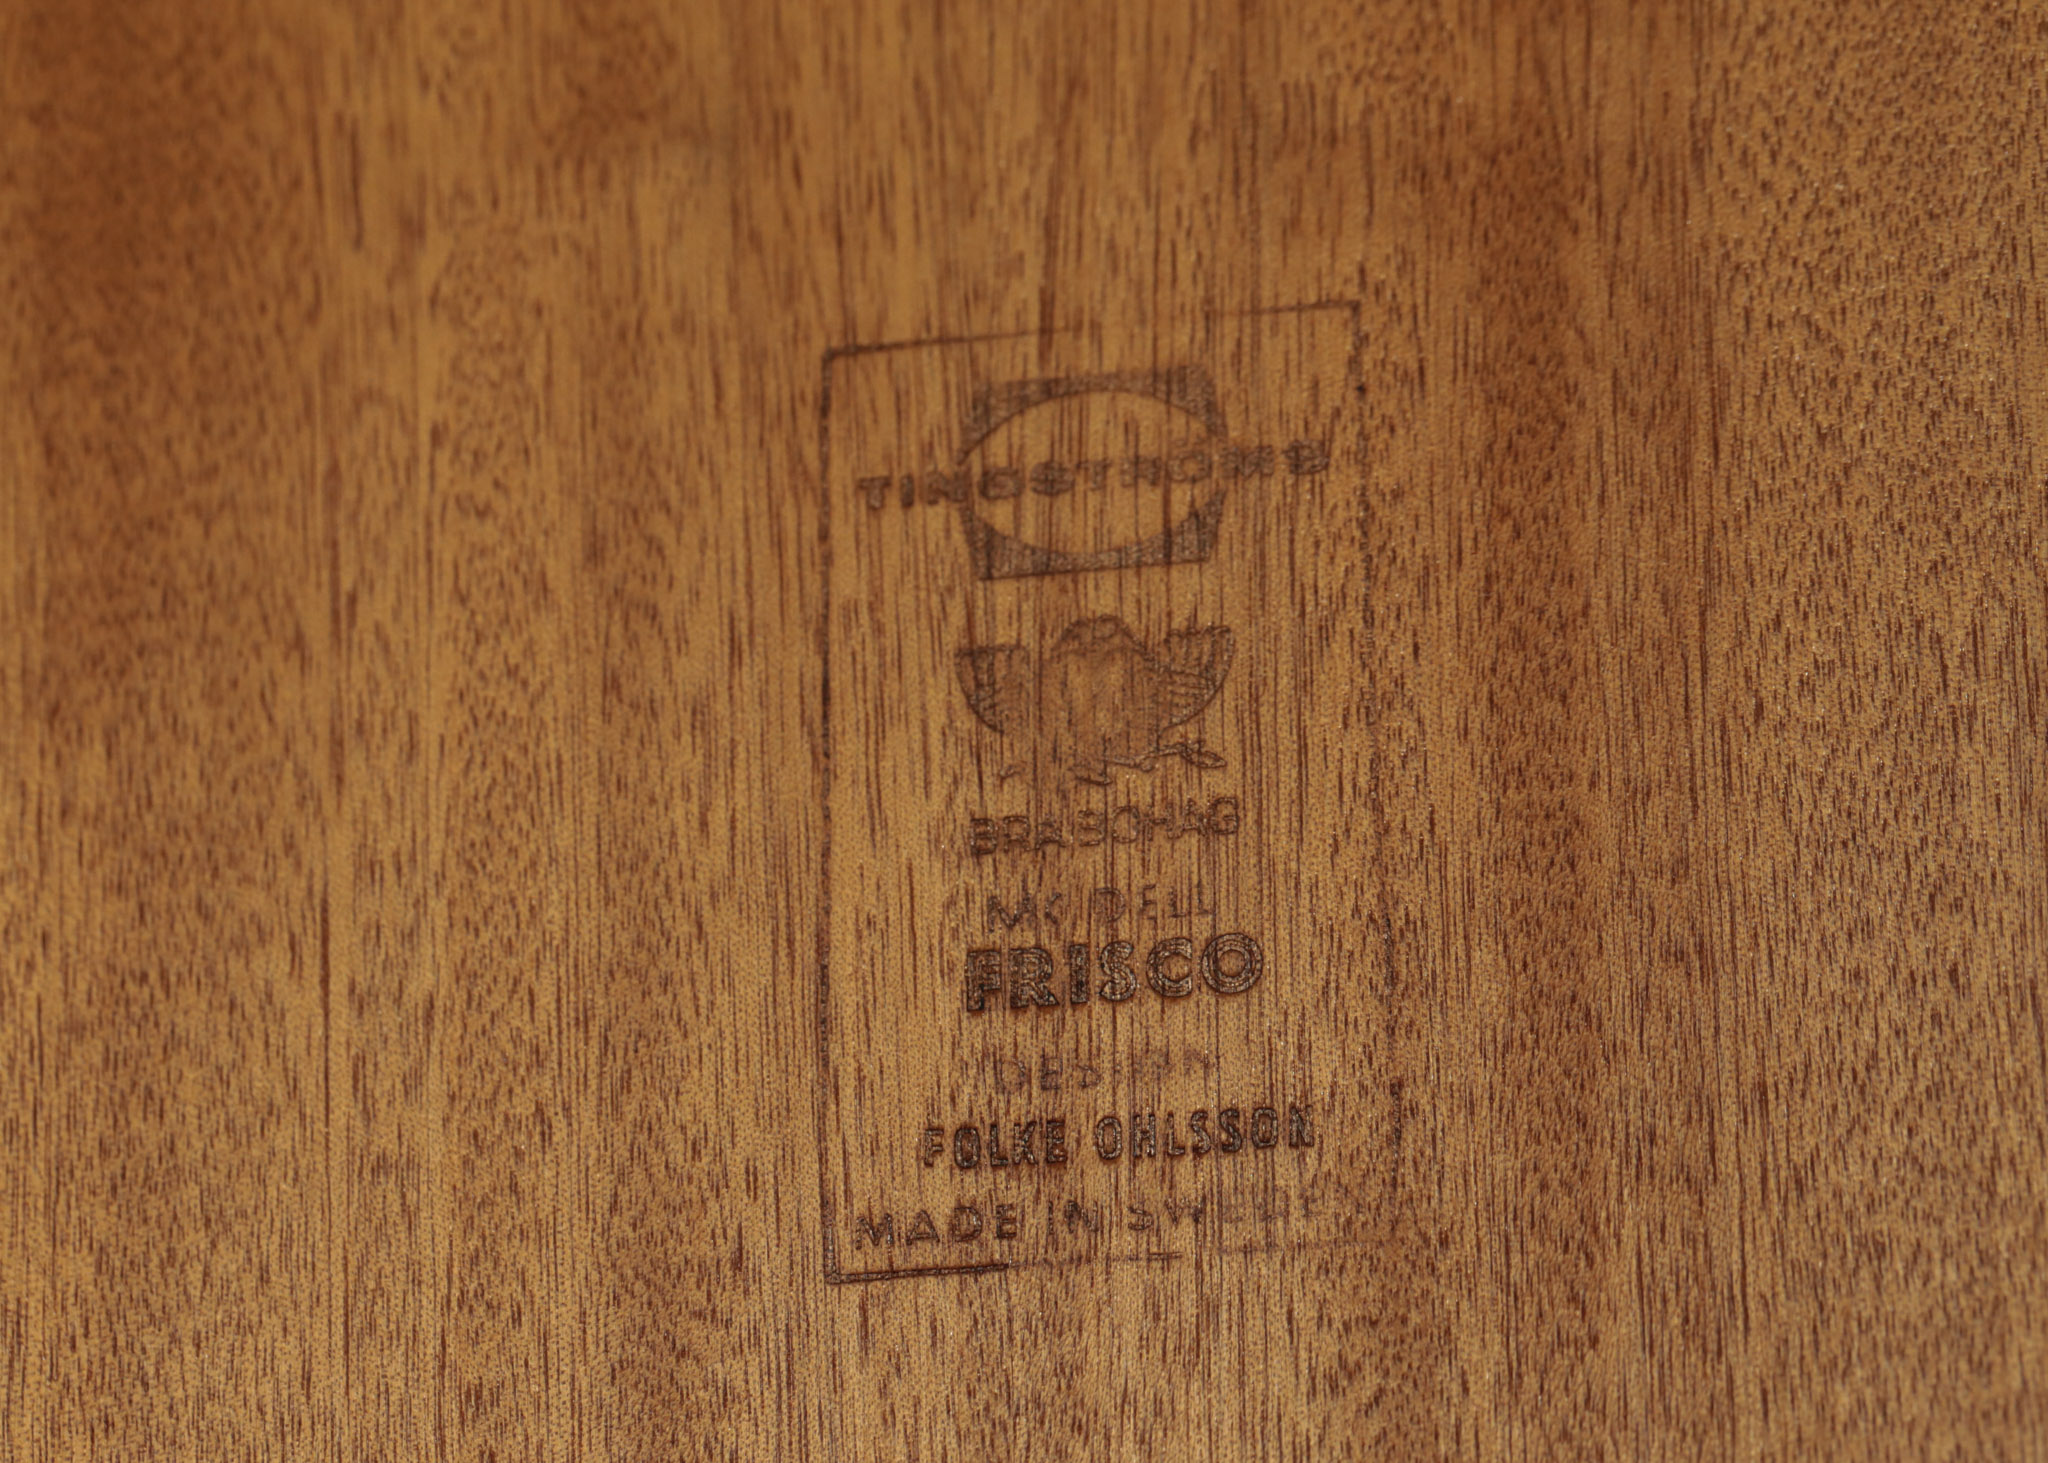 TINGSTRÖMS
BRA BOHAG
MODELL
FRISCO
DESIGN
FOLKE OHLSSON
MADE IN SWEDEN